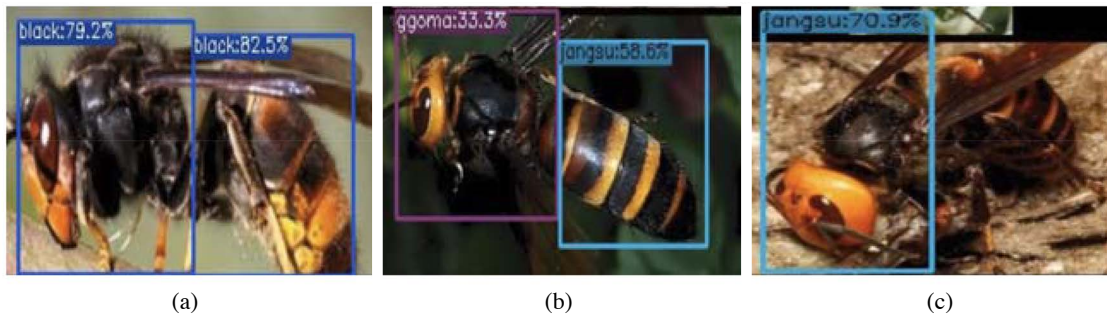 black:79.2%
black:82.5%
ggoma:33.3%
jangsu:58.6%
jangsu:70.9%
(a)
(b)
(c)